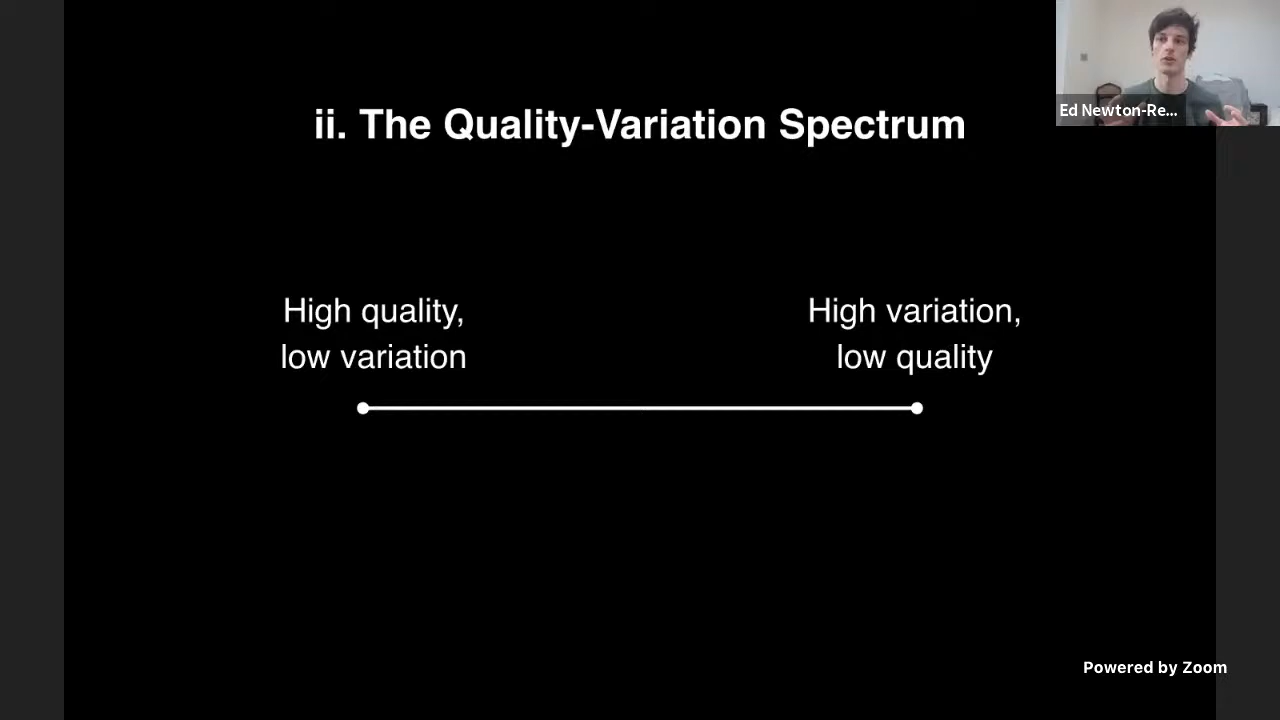 ii. The Quality-Variation Spectrum
Ed Newton-Re...
High quality,
low variation
High variation,
low quality
Powered by Zoom